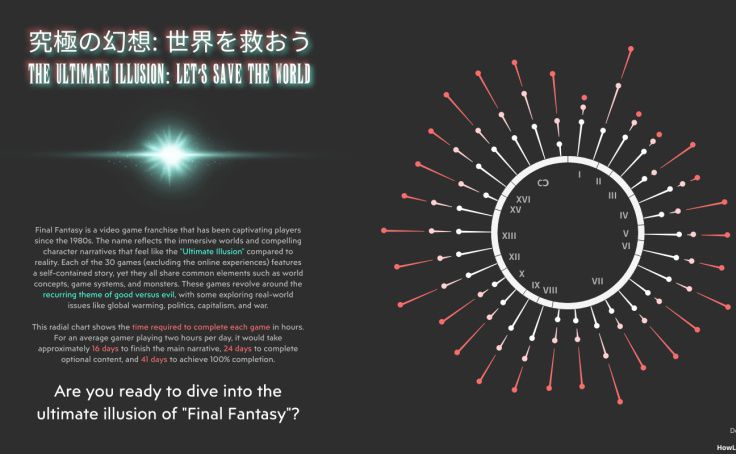 究極の幻想: 世界を救おう
THE ULTIMATE ILLUSION: LET'S SAVE THE WORLD
Final Fantasy is a video game franchise that has been captivating players
since the 1980s. The name reflects the immersive worlds and compelling
character narratives that feel like the "Ultimate Illusion" compared to
reality. Each of the 30 games (excluding the online experiences) features
a self-contained story, yet they all share common elements such as world
concepts, game systems, and monsters. These games revolve around the
recurring theme of good versus evil, with some exploring real-world
issues like global warming, politics, capitalism, and war.
This radial chart shows the time required to complete each game in hours.
For an average gamer playing two hours per day, it would take
approximately 16 days to finish the main narrative, 24 days to complete
optional content, and 41 days to achieve 100% completion.
Are you ready to dive into the
ultimate illusion of "Final Fantasy"?
I
II
III
IV
V
VI
VII
VIII
IX
X
XII
XIII
XV
XVI
CC
HowL